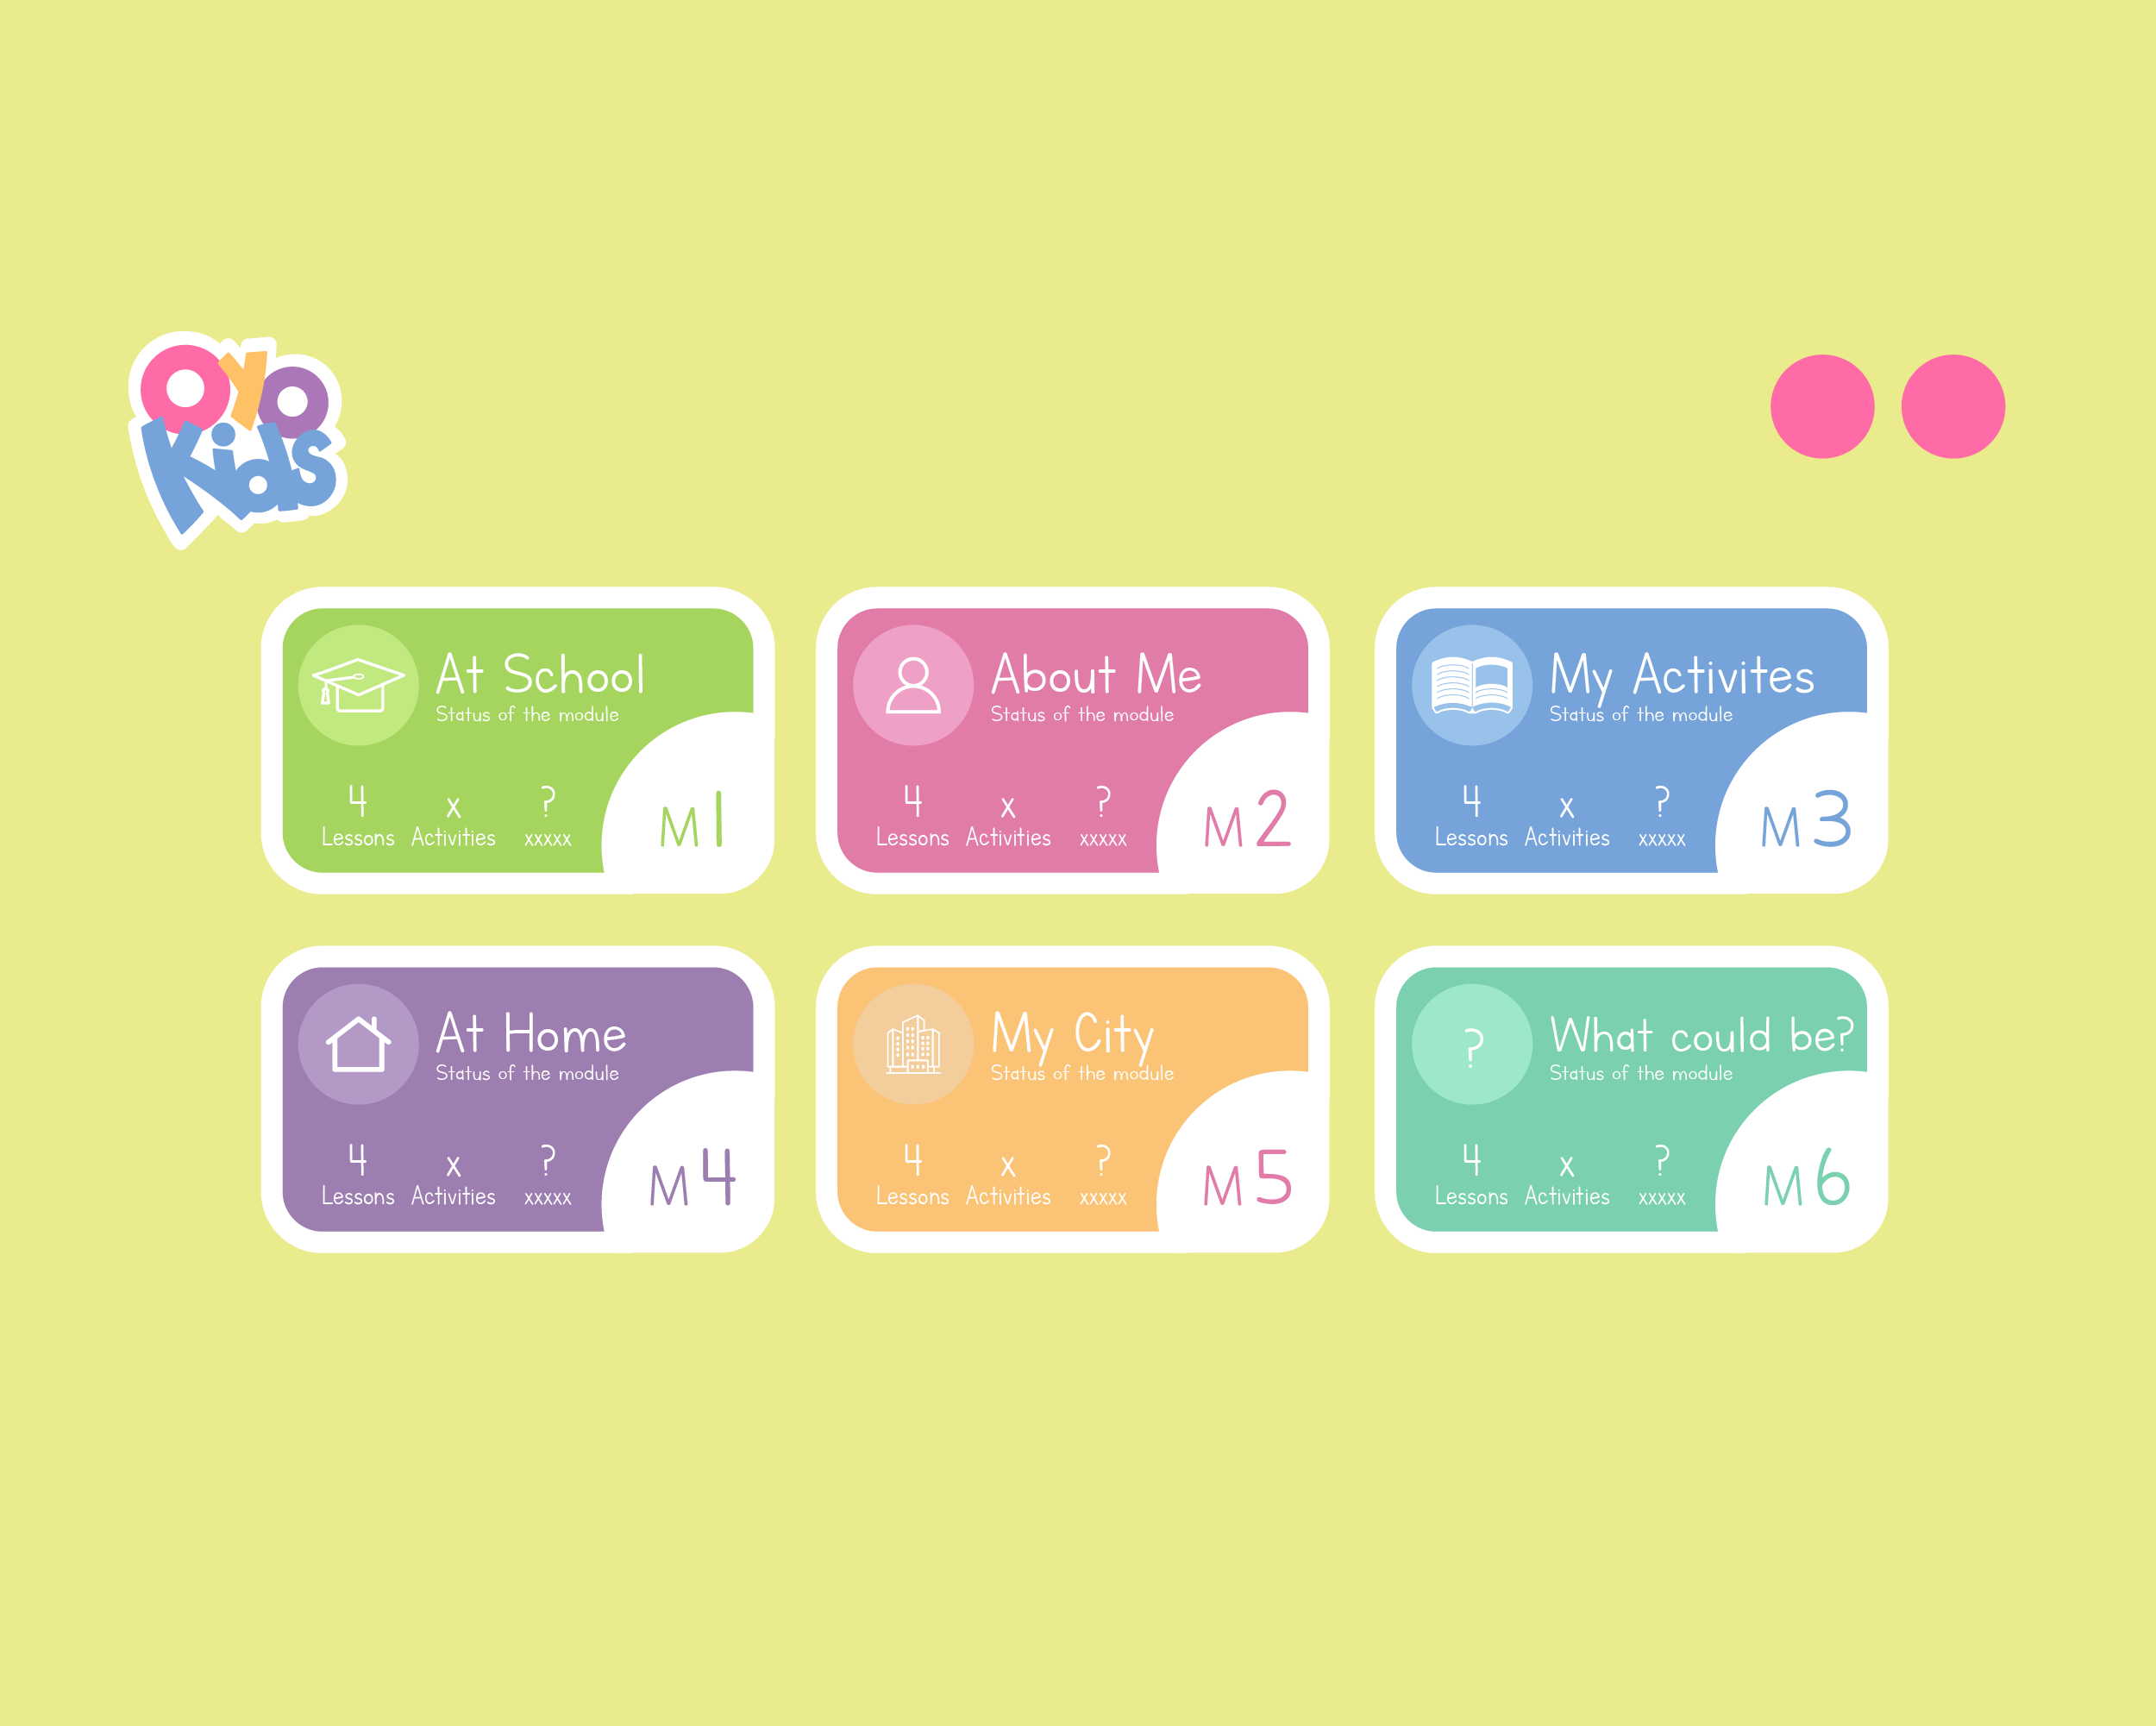 OYO
Kids
At School
Status of the module
4 x ?
Lessons Activities xxxxx
M1
About Me
Status of the module
4 x ?
Lessons Activities xxxxx
M2
My Activites
Status of the module
4 x ?
Lessons Activities xxxxx
M3
At Home
Status of the module
4 x ?
Lessons Activities xxxxx
M4
My City
Status of the module
4 x ?
Lessons Activities xxxxx
M5
?
What could be?
Status of the module
4 x ?
Lessons Activities xxxxx
M6